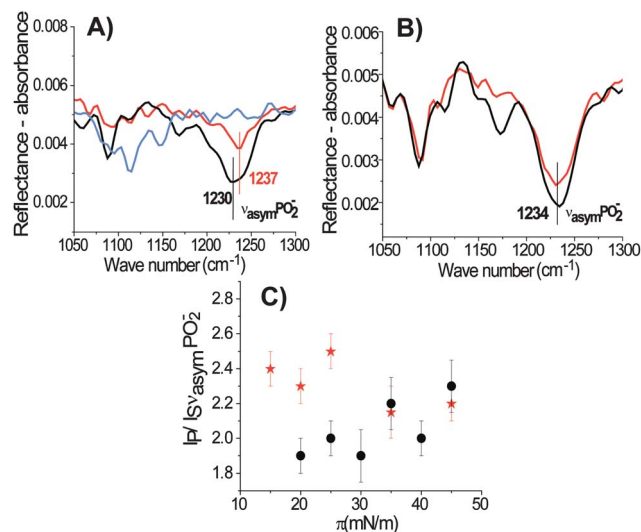 A)
Reflectance - absorbance
0.008
0.006
0.004
0.002
1237
1230
νasymPO₂⁻
1050 1100 1150 1200 1250 1300
Wave number (cm⁻¹)
B)
Reflectance - absorbance
0.006
0.005
0.004
0.003
0.002
1234
νasymPO₂⁻
1050 1100 1150 1200 1250 1300
Wave number (cm⁻¹)
C)
IP/ ISνasymPO₂⁻
2.8
2.6
2.4
2.2
2.0
1.8
10 20 30 40 50
π(mN/m)